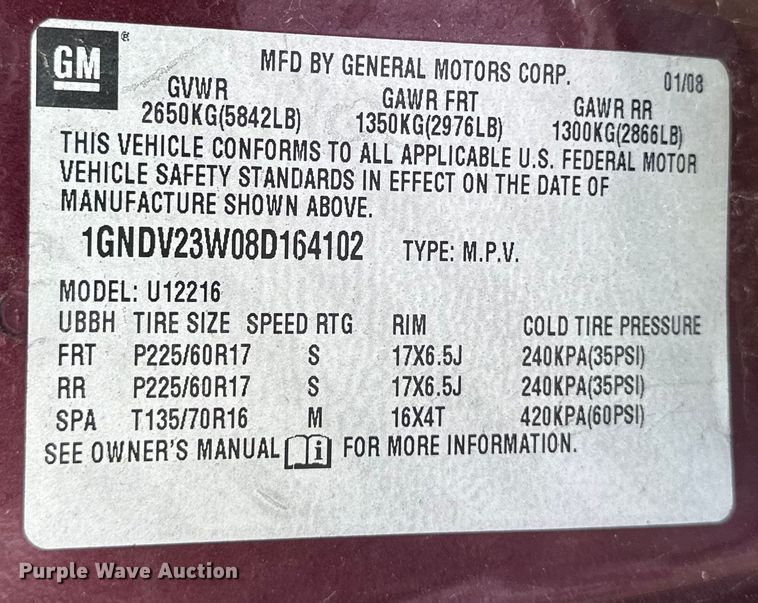 GM ®
MFD BY GENERAL MOTORS CORP. 01/08
GVWR GAWR FRT GAWR RR
2650KG(5842LB) 1350KG(2976LB) 1300KG(2866LB)
THIS VEHICLE CONFORMS TO ALL APPLICABLE U.S. FEDERAL MOTOR
VEHICLE SAFETY STANDARDS IN EFFECT ON THE DATE OF
MANUFACTURE SHOWN ABOVE.
1GNDV23W08D164102 TYPE: M.P.V.
MODEL: U12216
UBBH TIRE SIZE SPEED RTG RIM COLD TIRE PRESSURE
FRT P225/60R17 S 17X6.5J 240KPA(35PSI)
RR P225/60R17 S 17X6.5J 240KPA(35PSI)
SPA T135/70R16 M 16X4T 420KPA(60PSI)
SEE OWNER'S MANUAL i FOR MORE INFORMATION.
Purple Wave Auction